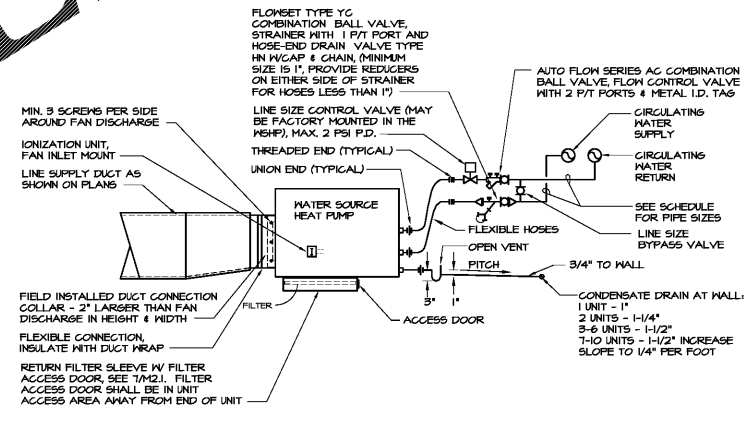 FLOWSET TYPE YC
COMBINATION BALL VALVE,
STRAINER WITH 1 P/T PORT AND
HOSE-END DRAIN VALVE TYPE
HN W/CAP & CHAIN, (MINIMUM
SIZE IS 1", PROVIDE REDUCERS
ON EITHER SIDE OF STRAINER
FOR HOSES LESS THAN 1")
LINE SIZE CONTROL VALVE (MAY
BE FACTORY MOUNTED IN THE
WSHP), MAX. 2 PSI P.D.
THREADED END (TYPICAL)
UNION END (TYPICAL)
AUTO FLOW SERIES AC COMBINATION
BALL VALVE, FLOW CONTROL VALVE
WITH 2 P/T PORTS & METAL I.D. TAG
CIRCULATING
WATER
SUPPLY
CIRCULATING
WATER
RETURN
SEE SCHEDULE
FOR PIPE SIZES
LINE SIZE
BYPASS VALVE
MIN. 3 SCREWS PER SIDE
AROUND FAN DISCHARGE
IONIZATION UNIT,
FAN INLET MOUNT
LINE SUPPLY DUCT AS
SHOWN ON PLANS
WATER SOURCE
HEAT PUMP
FLEXIBLE HOSES
OPEN VENT
PITCH
3/4" TO WALL
3"
1"
CONDENSATE DRAIN AT WALL:
1 UNIT - 1"
2 UNITS - 1-1/4"
3-6 UNITS - 1-1/2"
7-10 UNITS - 1-1/2" INCREASE
SLOPE TO 1/4" PER FOOT
FILTER
ACCESS DOOR
FIELD INSTALLED DUCT CONNECTION
COLLAR - 2" LARGER THAN FAN
DISCHARGE IN HEIGHT & WIDTH
FLEXIBLE CONNECTION,
INSULATE WITH DUCT WRAP
RETURN FILTER SLEEVE W/ FILTER
ACCESS DOOR, SEE 7/M2.1. FILTER
ACCESS DOOR SHALL BE IN UNIT
ACCESS AREA AWAY FROM END OF UNIT